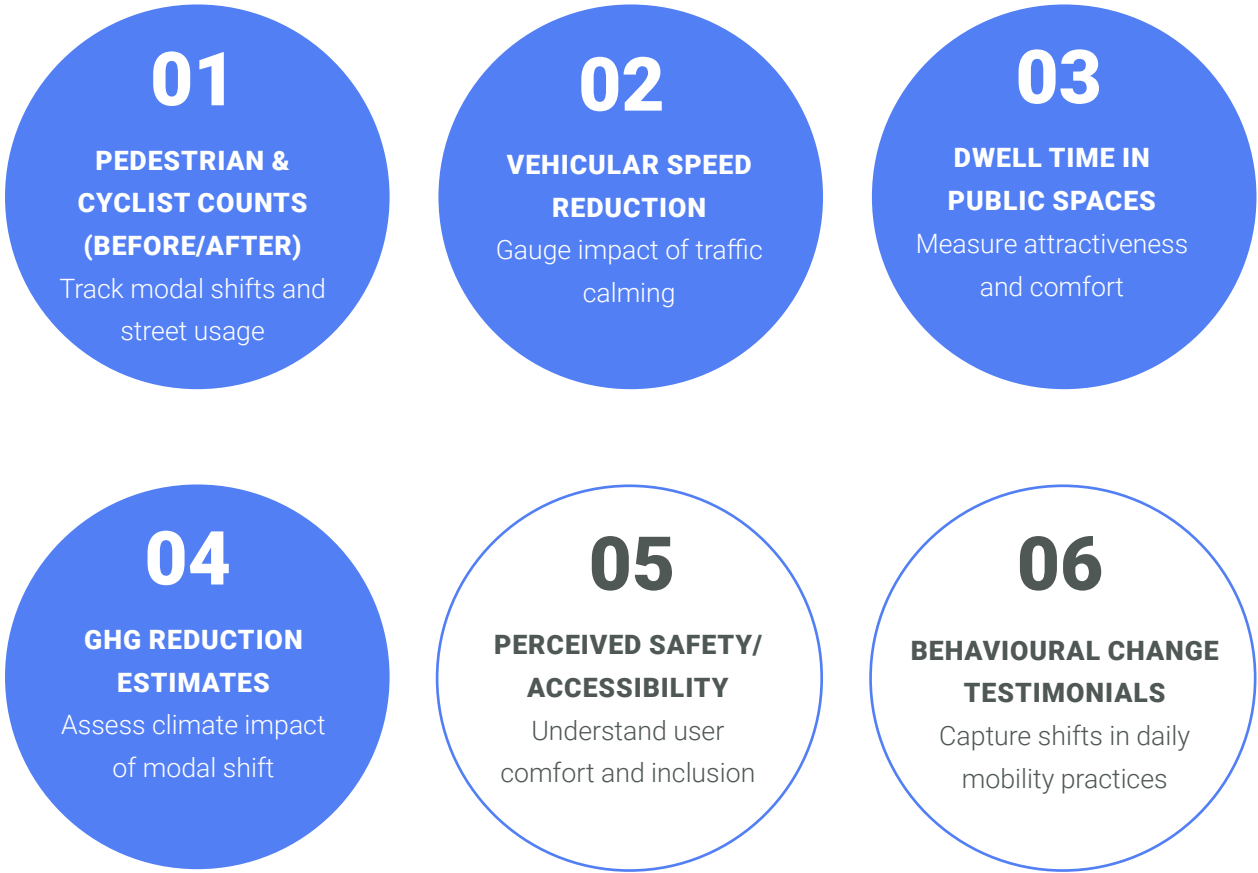 01
PEDESTRIAN &
CYCLIST COUNTS
(BEFORE/AFTER)
Track modal shifts and
street usage
02
VEHICULAR SPEED
REDUCTION
Gauge impact of traffic
calming
03
DWELL TIME IN
PUBLIC SPACES
Measure attractiveness
and comfort
04
GHG REDUCTION
ESTIMATES
Assess climate impact
of modal shift
05
PERCEIVED SAFETY/
ACCESSIBILITY
Understand user
comfort and inclusion
06
BEHAVIOURAL CHANGE
TESTIMONIALS
Capture shifts in daily
mobility practices